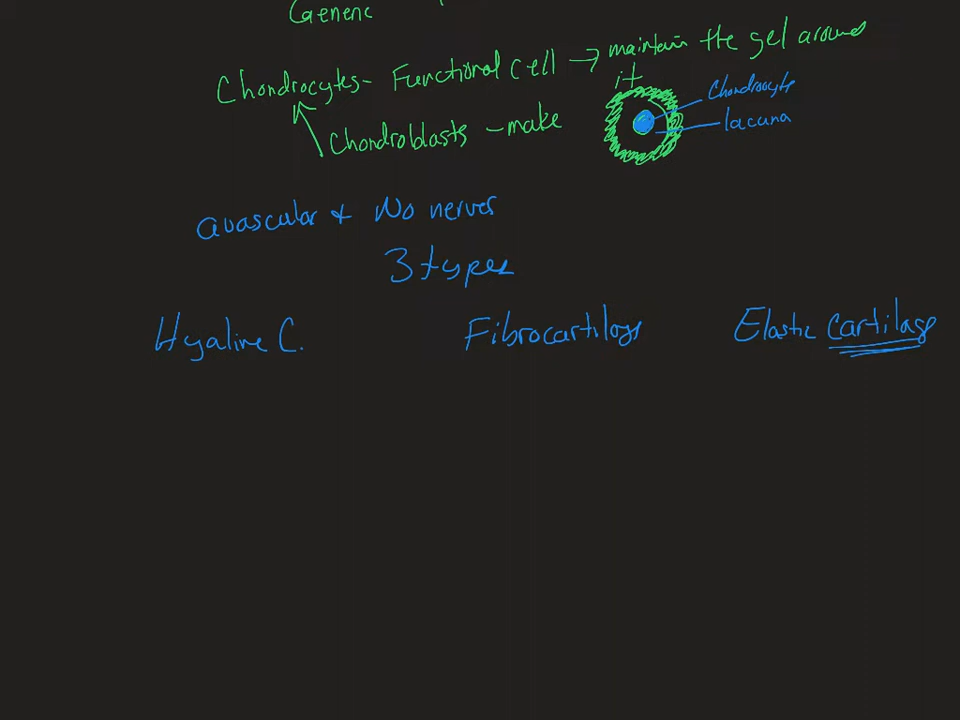 Chondrocytes- Functional cell → maintain the gel around it
Chondroblasts - make
Chondrocyte
lacuna
avascular + No nerves
3 types
Hyaline C. Fibrocartilage Elastic cartilage